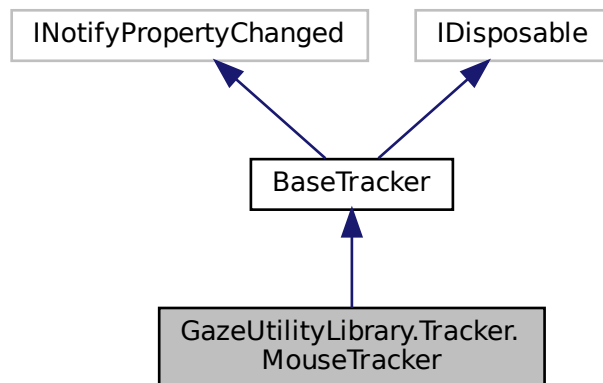 INotifyPropertyChanged
IDisposable
BaseTracker
GazeUtilityLibrary.Tracker.
MouseTracker